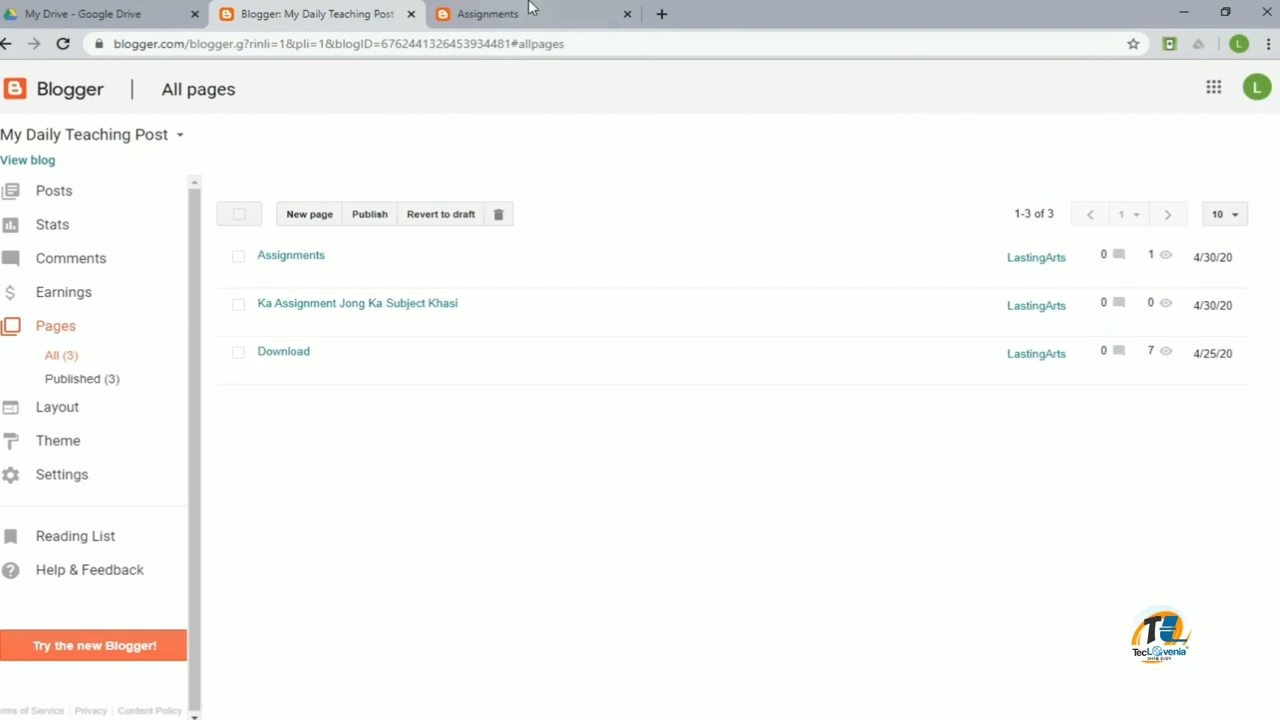 My Drive - Google Drive
Blogger: My Daily Teaching Post
Assignments
blogger.com/blogger.g?rinli=1&pli=1&blogID=6762441326453934481#allpages
L
Blogger | All pages
L
My Daily Teaching Post
View blog
Posts
Stats
Comments
Earnings
Pages
All (3)
Published (3)
Layout
Theme
Settings
Reading List
Help & Feedback
Try the new Blogger!
rms of Service | Privacy | Content Policy
New page Publish Revert to draft
1-3 of 3 1 10
Assignments LastingArts 0 1 4/30/20
Ka Assignment Jong Ka Subject Khasi LastingArts 0 0 4/30/20
Download LastingArts 0 7 4/25/20
TL
TecLovenia